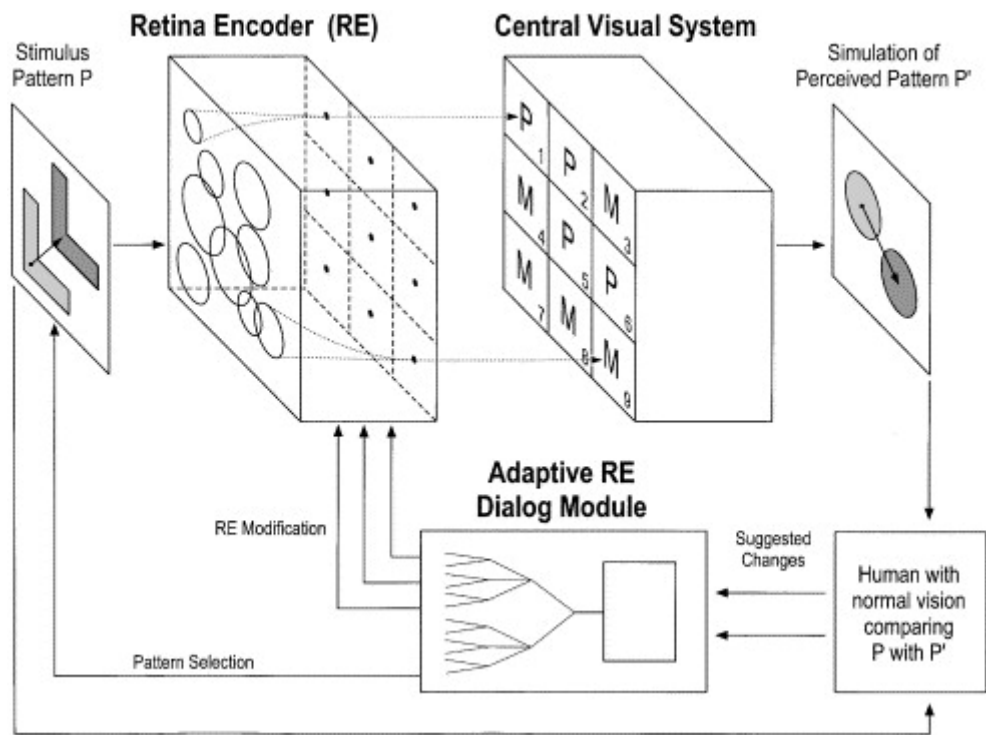 Retina Encoder (RE)
Central Visual System
Stimulus
Pattern P
Simulation of
Perceived Pattern P'
P
1
P
2
M
3
M
4
P
5
P
6
M
7
M
8
M
9
Adaptive RE
Dialog Module
RE Modification
Suggested
Changes
Human with
normal vision
comparing
P with P'
Pattern Selection